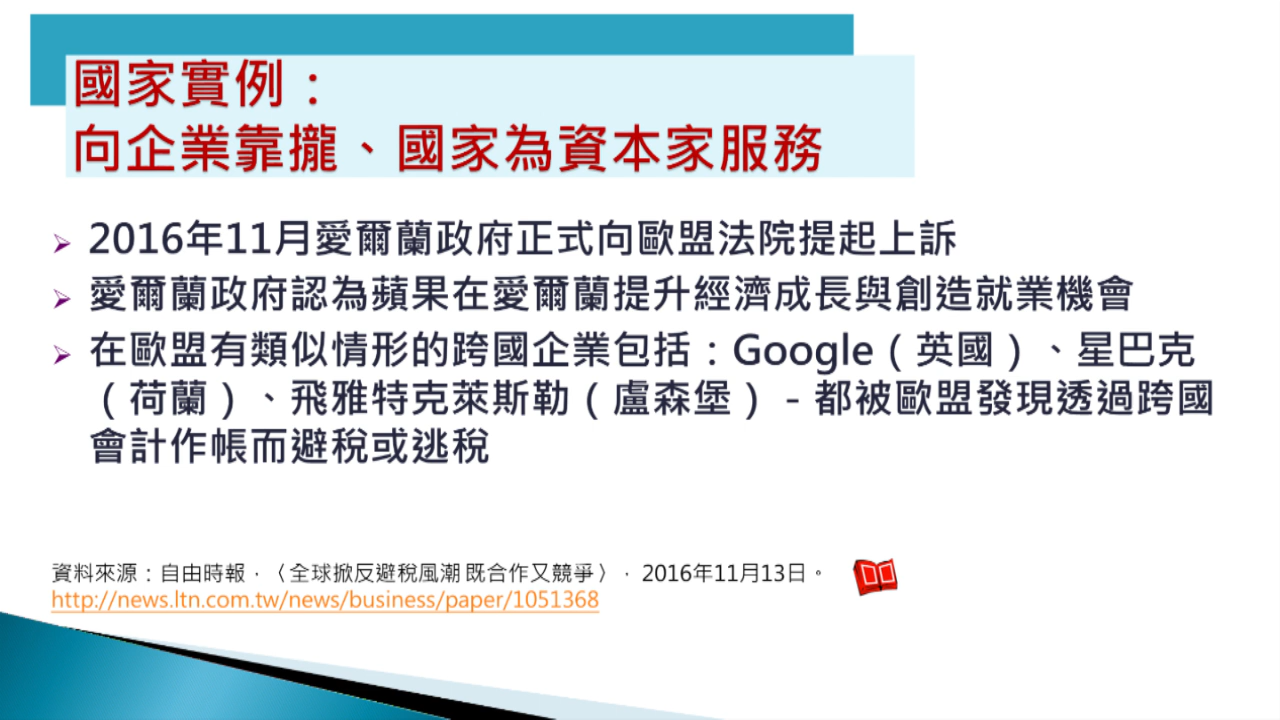 國家實例：
向企業靠攏、國家為資本家服務
2016年11月愛爾蘭政府正式向歐盟法院提起上訴
愛爾蘭政府認為蘋果在愛爾蘭提升經濟成長與創造就業機會
在歐盟有類似情形的跨國企業包括：Google（英國）、星巴克
（荷蘭）、飛雅特克萊斯勒（盧森堡）－都被歐盟發現透過跨國
會計作帳而避稅或逃稅
資料來源：自由時報，〈全球掀反避稅風潮 既合作又競爭〉，2016年11月13日。
http://news.ltn.com.tw/news/business/paper/1051368